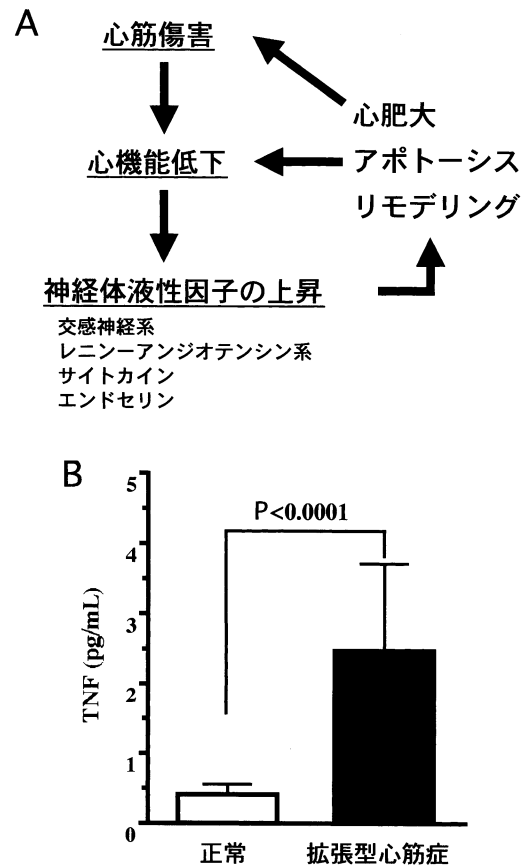 A
心筋傷害
心肥大
心機能低下
アポトーシス
リモデリング
神経体液性因子の上昇
交感神経系
レニンーアンジオテンシン系
サイトカイン
エンドセリン
B
P<0.0001
TNF (pg/mL)
5
4
3
2
1
0
正常
拡張型心筋症